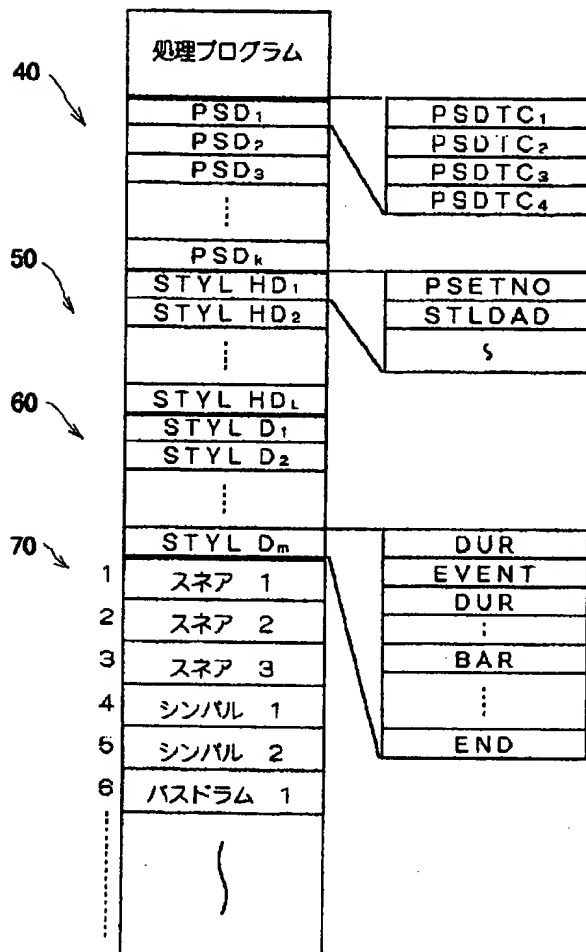 処理プログラム
40
PSD₁
PSD₂
PSD₃
PSDₖ
PSDTC₁
PSDTC₂
PSDTC₃
PSDTC₄
50
STYL HD₁
STYL HD₂
STYL HDL
PSETNO
STLDAD
60
STYL D₁
STYL D₂
STYL Dₘ
DUR
EVENT
DUR
BAR
END
70
1 スネア 1
2 スネア 2
3 スネア 3
4 シンバル 1
5 シンバル 2
6 バスドラム 1